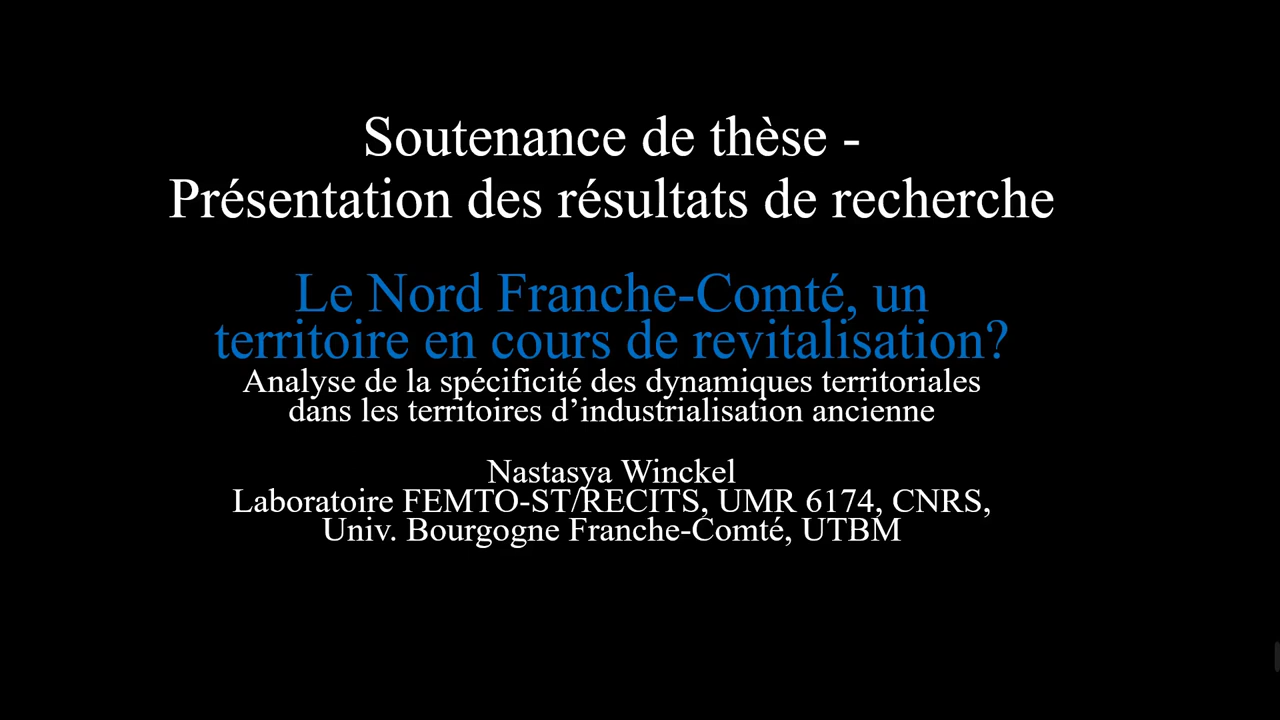 Soutenance de thèse -
Présentation des résultats de recherche
Le Nord Franche-Comté, un
territoire en cours de revitalisation?
Analyse de la spécificité des dynamiques territoriales
dans les territoires d’industrialisation ancienne
Nastasya Winckel
Laboratoire FEMTO-ST/RECITS, UMR 6174, CNRS,
Univ. Bourgogne Franche-Comté, UTBM